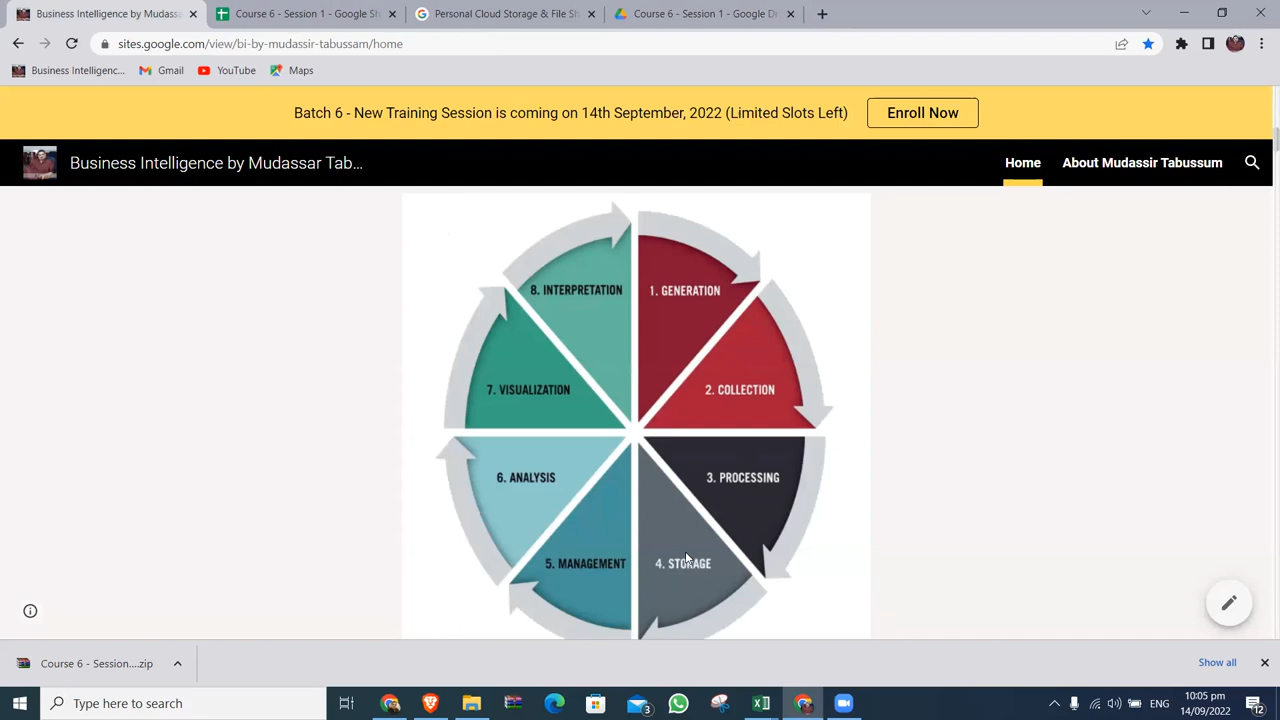 Business Intelligence by Mudassa
Course 6 - Session 1 - Google Sh
Personal Cloud Storage & File Sh
Course 6 - Session 1 - Google Dr
sites.google.com/view/bi-by-mudassir-tabussam/home
Business Intelligenc...
Gmail
YouTube
Maps
Batch 6 - New Training Session is coming on 14th September, 2022 (Limited Slots Left)
Enroll Now
Business Intelligence by Mudassar Tab...
Home
About Mudassir Tabussum
8. INTERPRETATION
1. GENERATION
7. VISUALIZATION
2. COLLECTION
6. ANALYSIS
3. PROCESSING
5. MANAGEMENT
4. STORAGE
Course 6 - Session....zip
Show all
Type here to search
3
ENG
10:05 pm
14/09/2022
12